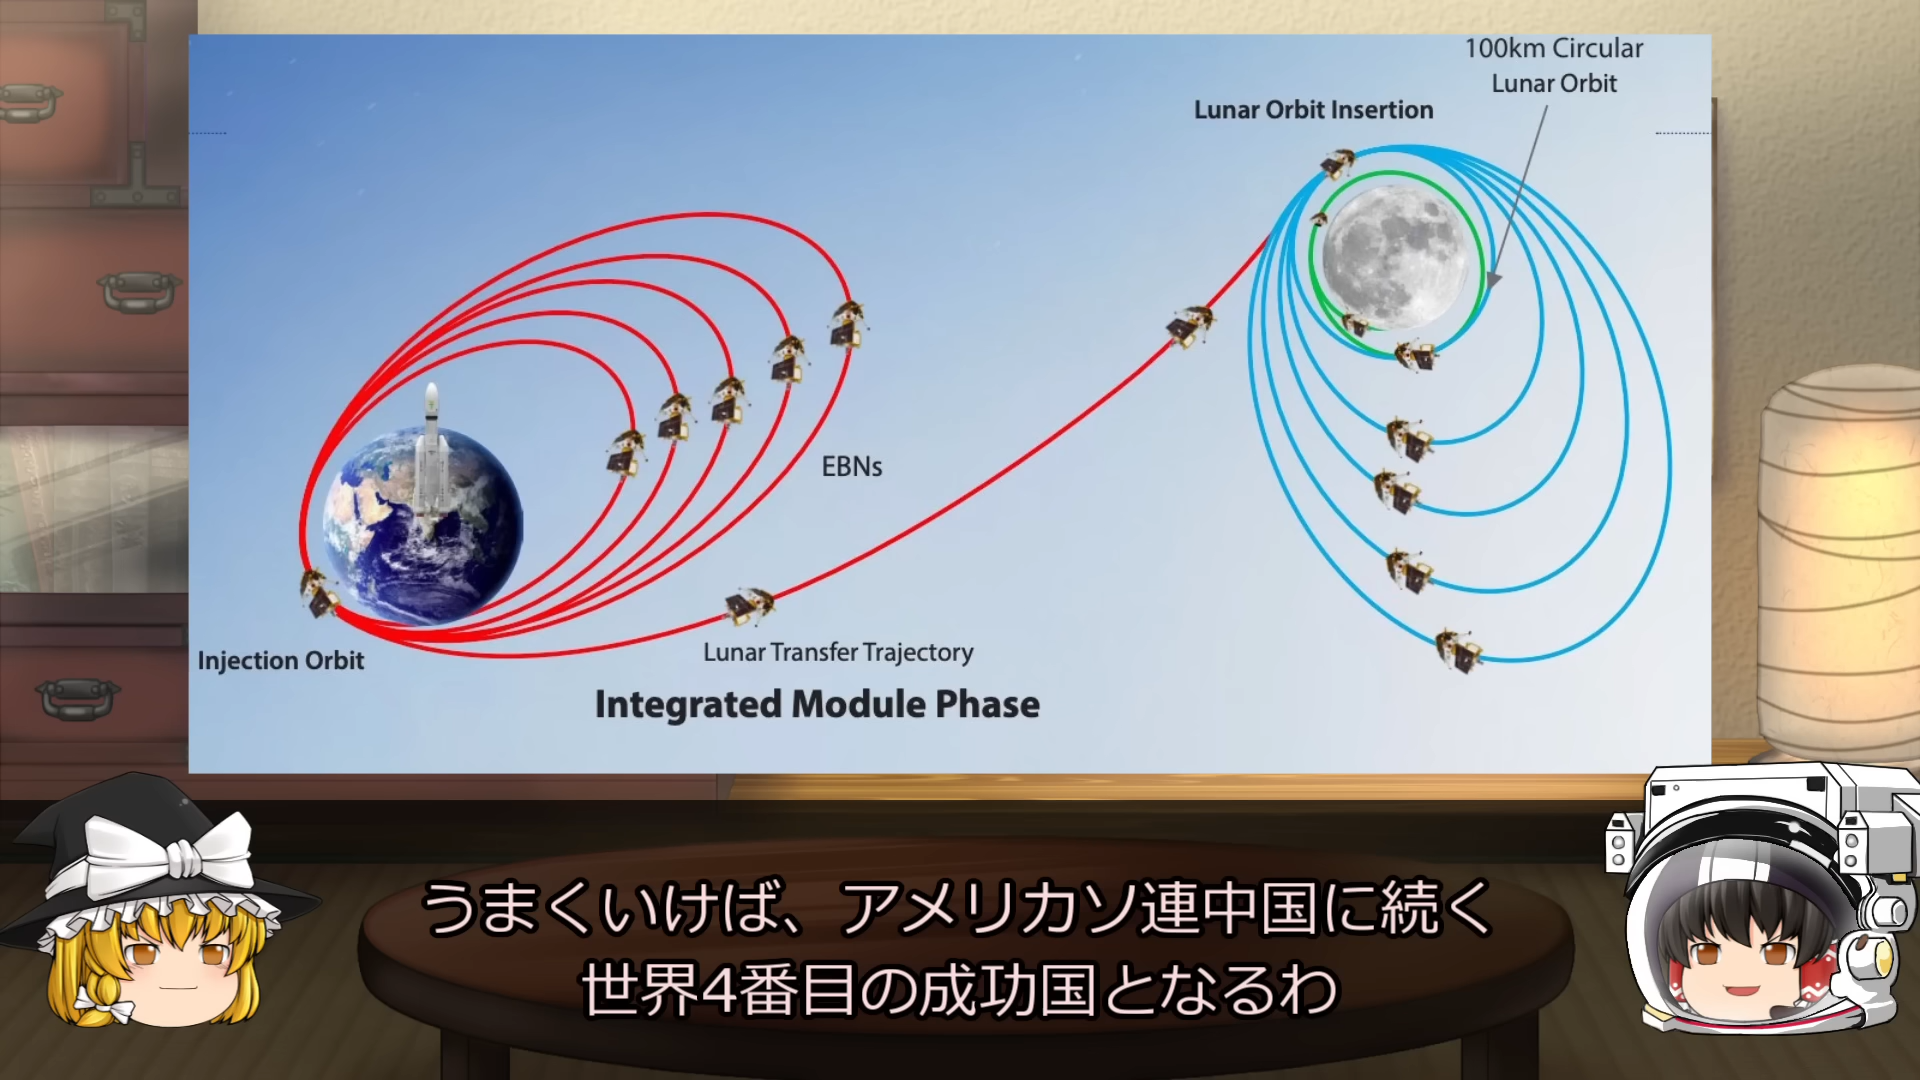 100km Circular
Lunar Orbit
Lunar Orbit Insertion
EBNs
Injection Orbit
Lunar Transfer Trajectory
Integrated Module Phase
うまくいけば、アメリカソ連中国に続く
世界4番目の成功国となるわ